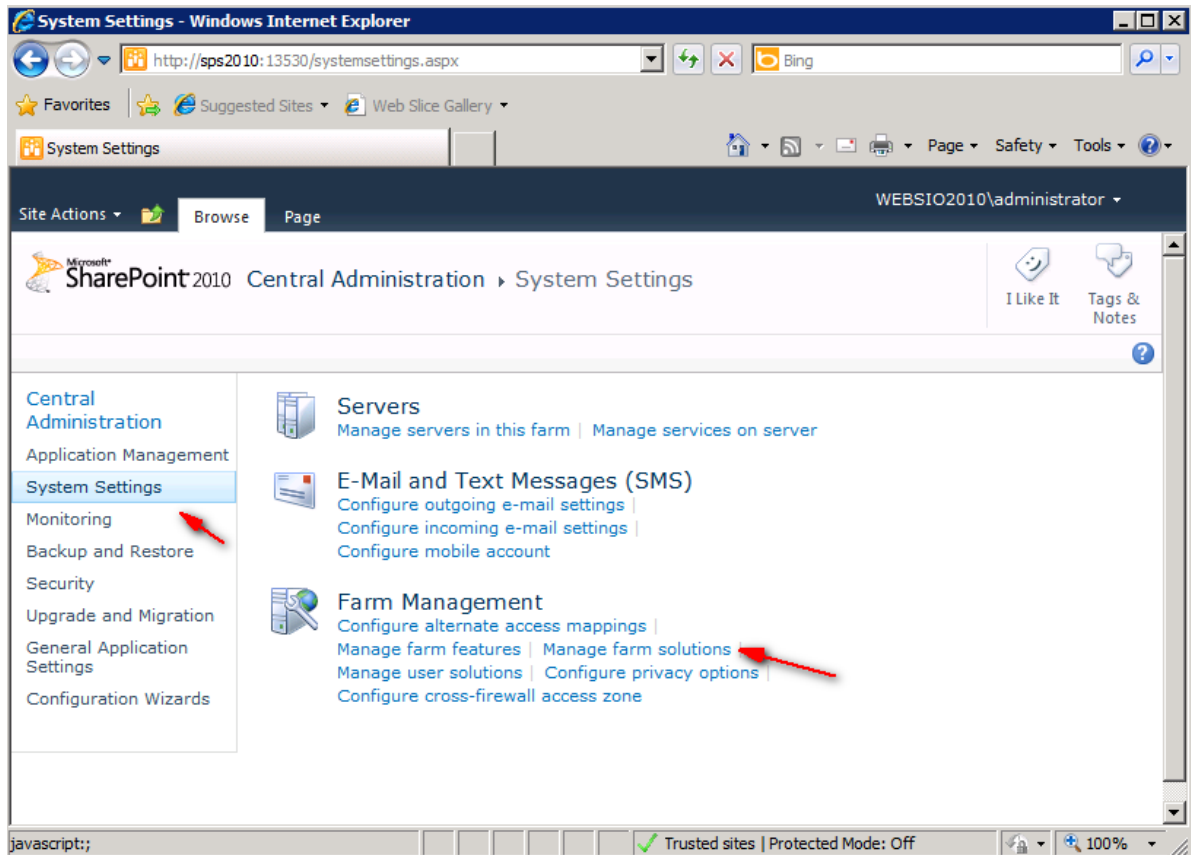 System Settings - Windows Internet Explorer
http://sps2010:13530/systemsettings.aspx
Bing
Favorites
Suggested Sites
Web Slice Gallery
System Settings
Page
Safety
Tools
WEBSIO2010\administrator
Site Actions
Browse
Page
Microsoft®
SharePoint 2010
Central Administration
System Settings
I Like It
Tags &
Notes
Central
Administration
Application Management
System Settings
Monitoring
Backup and Restore
Security
Upgrade and Migration
General Application
Settings
Configuration Wizards
Servers
Manage servers in this farm | Manage services on server
E-Mail and Text Messages (SMS)
Configure outgoing e-mail settings |
Configure incoming e-mail settings |
Configure mobile account
Farm Management
Configure alternate access mappings |
Manage farm features | Manage farm solutions |
Manage user solutions | Configure privacy options |
Configure cross-firewall access zone
javascript:;
Trusted sites | Protected Mode: Off
100%